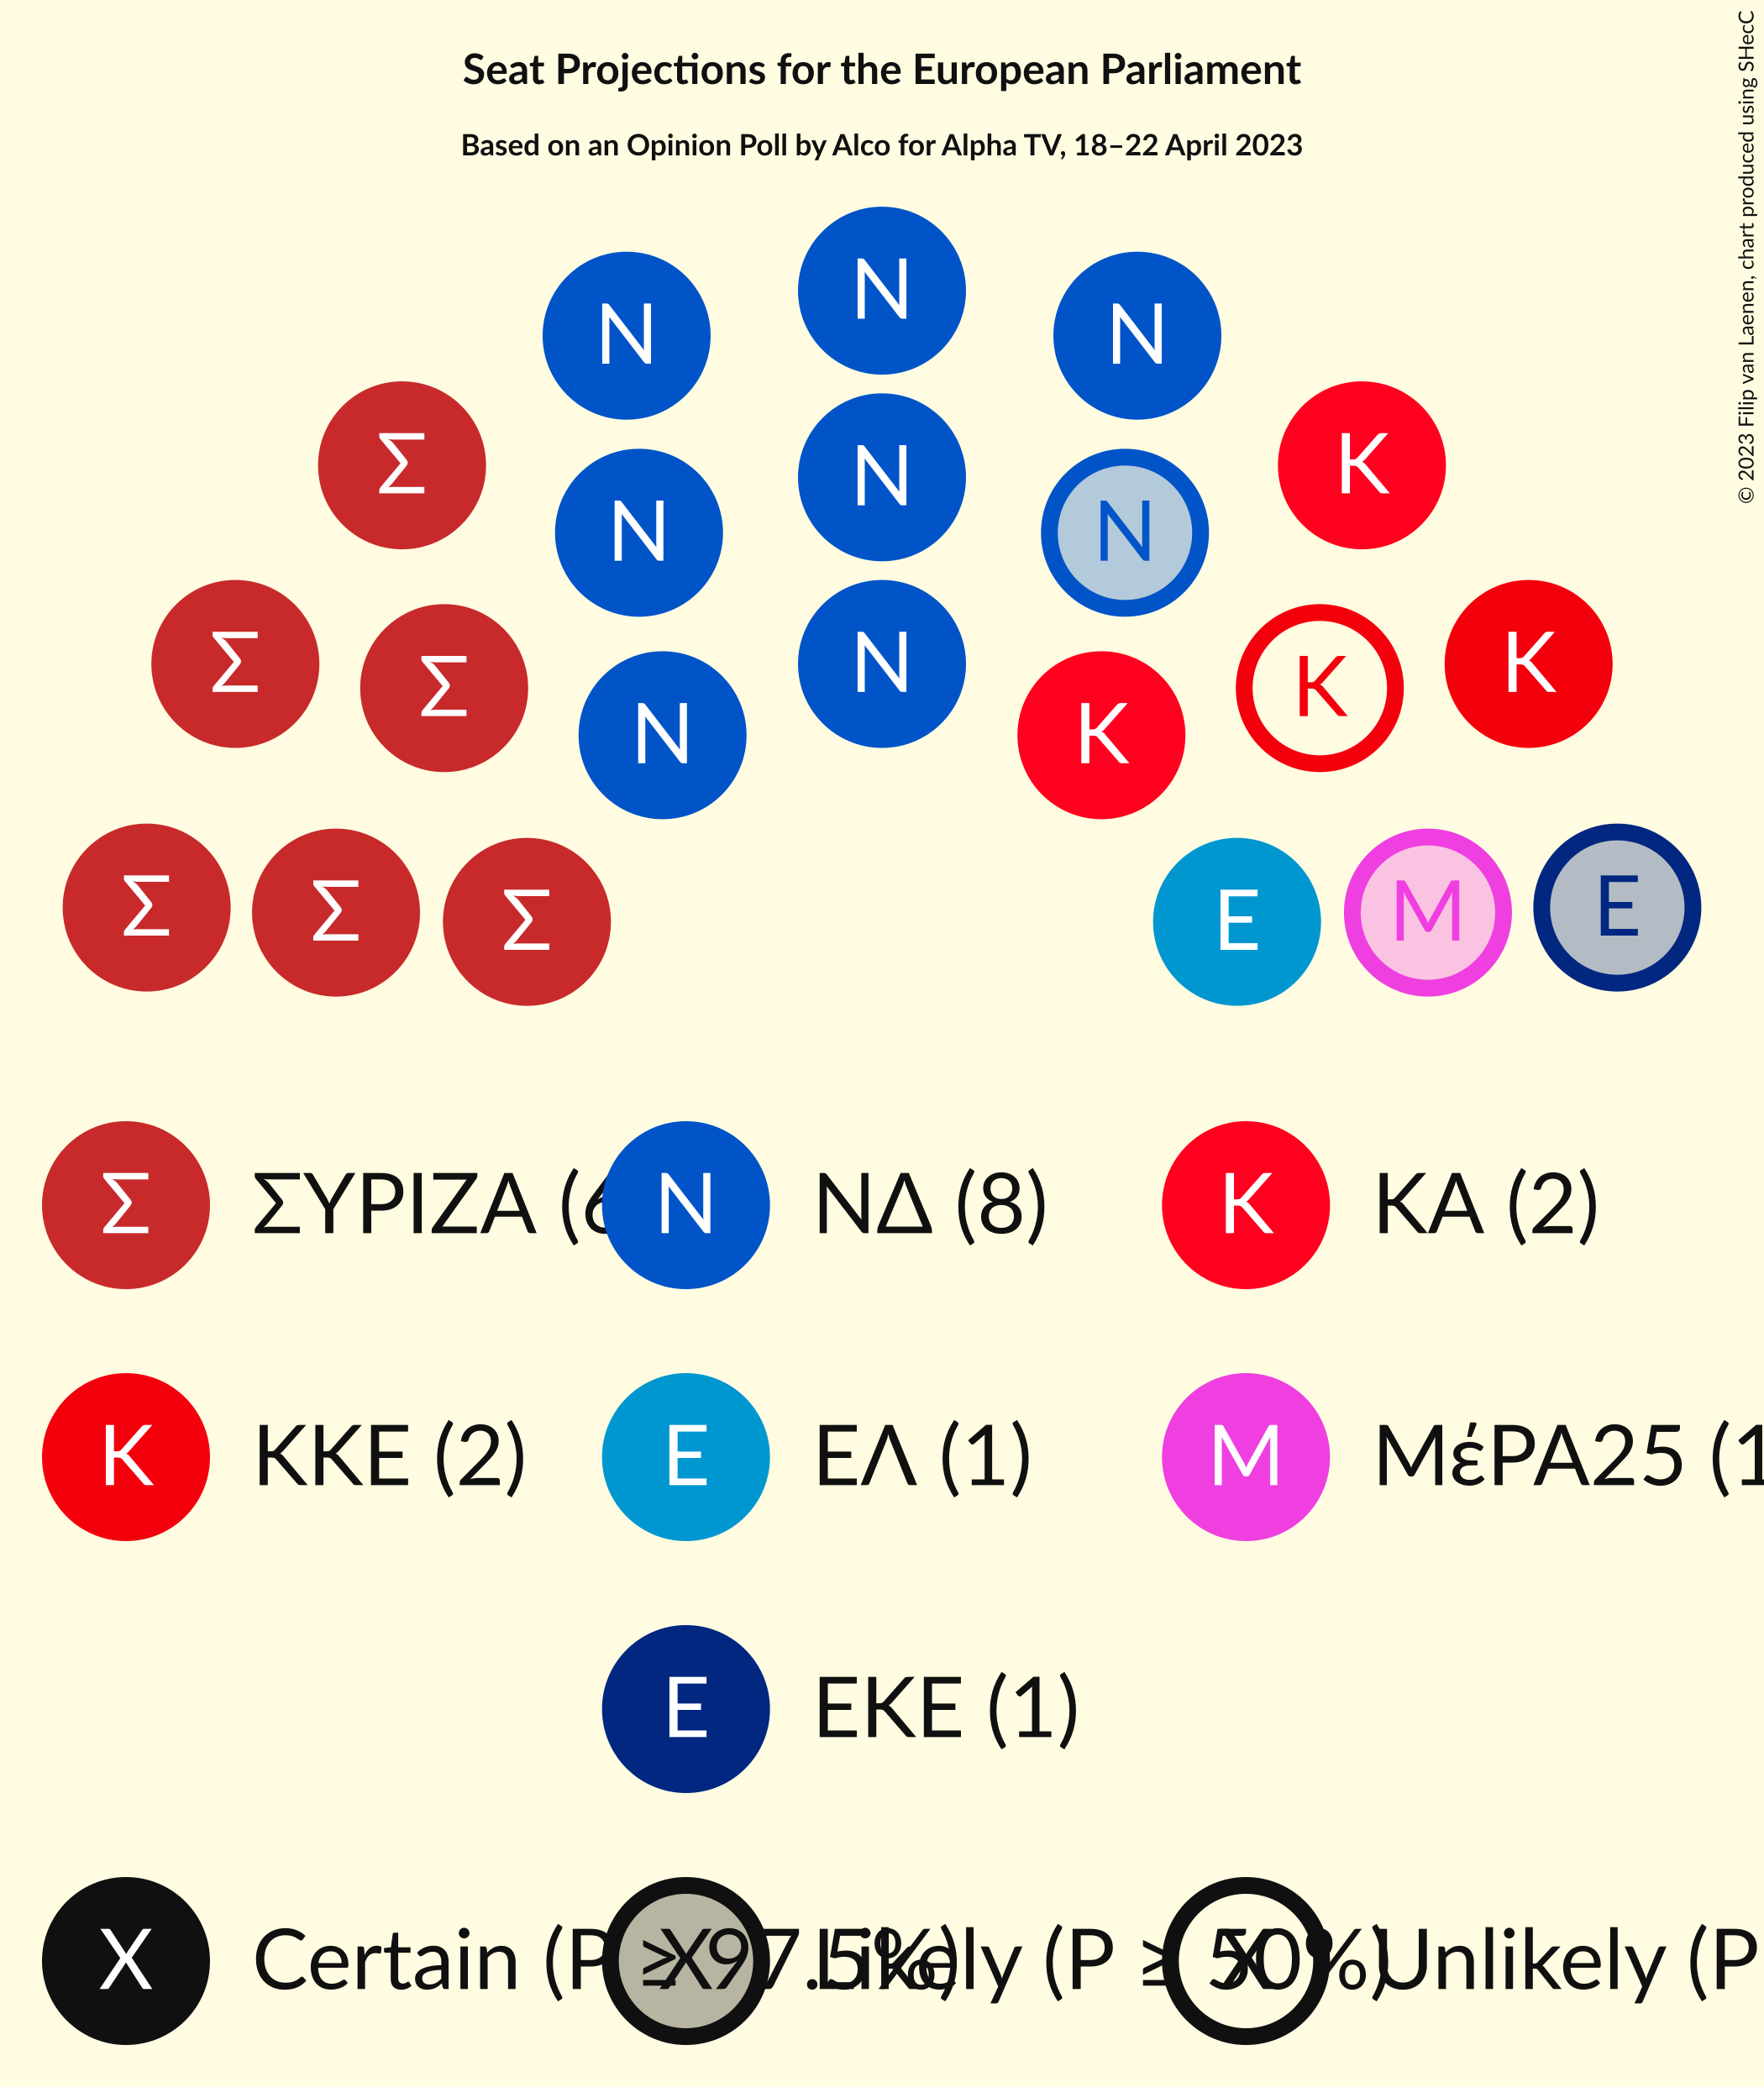 Seat Projections for the European Parliament
Based on an Opinion Poll by Alco for Alpha TV, 18–22 April 2023
© 2023 Filip van Laenen, chart produced using SHecC
N
N N
Σ K
N
N N
Σ K
Σ K
N
N K
Σ E
Σ M
Σ E
Σ ΣΥΡΙΖΑ (6 N ΝΔ (8) K ΚΑ (2)
K ΚΚΕ (2) E ΕΛ (1) M ΜέΡΑ25 (1
E ΕΚΕ (1)
X Certain (P ≥ 97.5%) X Likely (P ≥ 50%) X Unlikely (P